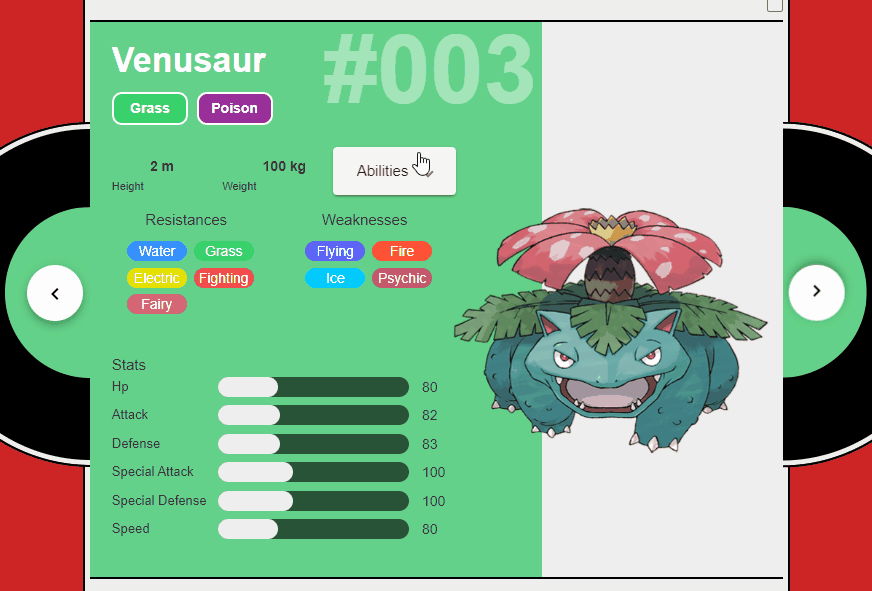 Venusaur
#003
Grass Poison
2 m 100 kg
Height Weight
Abilities
Resistances Weaknesses
Water Grass Flying Fire
Electric Fighting Ice Psychic
Fairy
Stats
Hp 80
Attack 82
Defense 83
Special Attack 100
Special Defense 100
Speed 80